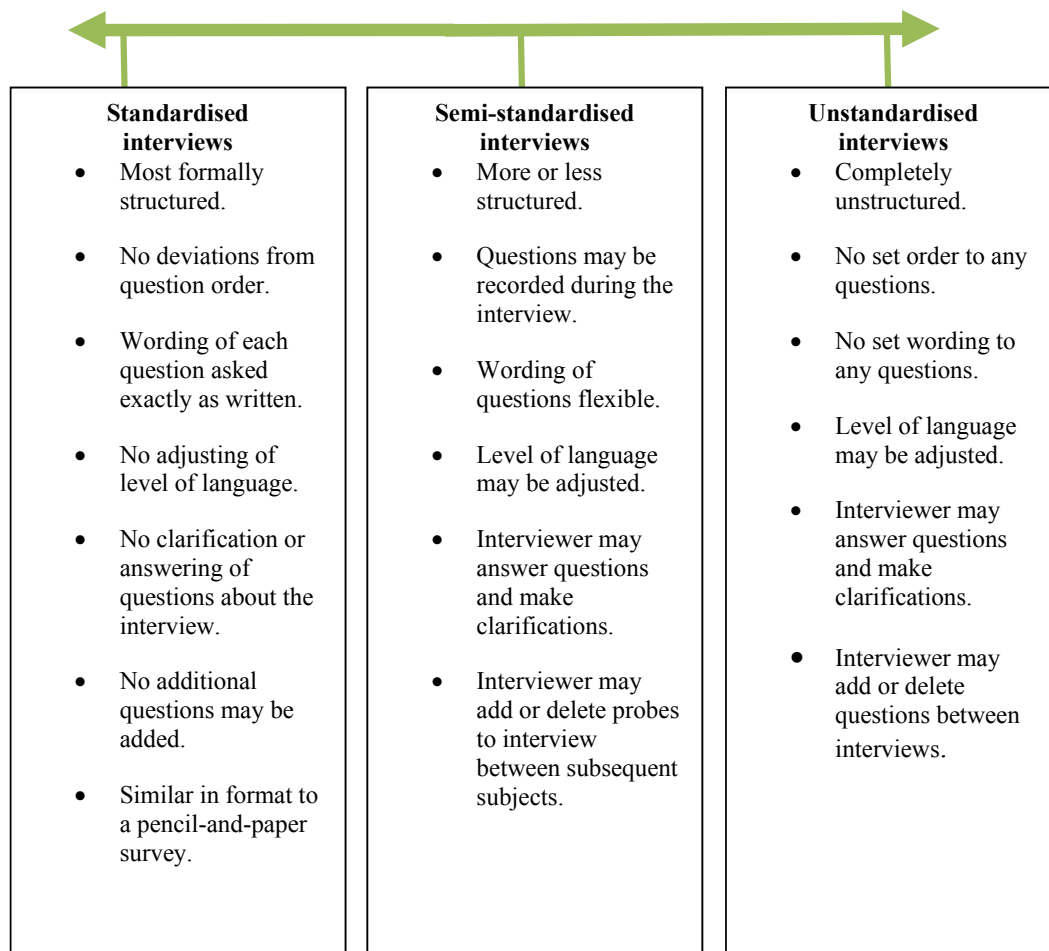 Standardised
interviews
• Most formally
structured.
• No deviations from
question order.
• Wording of each
question asked
exactly as written.
• No adjusting of
level of language.
• No clarification or
answering of
questions about the
interview.
• No additional
questions may be
added.
• Similar in format to
a pencil-and-paper
survey.
Semi-standardised
interviews
• More or less
structured.
• Questions may be
recorded during the
interview.
• Wording of
questions flexible.
• Level of language
may be adjusted.
• Interviewer may
answer questions
and make
clarifications.
• Interviewer may
add or delete probes
to interview
between subsequent
subjects.
Unstandardised
interviews
• Completely
unstructured.
• No set order to any
questions.
• No set wording to
any questions.
• Level of language
may be adjusted.
• Interviewer may
answer questions
and make
clarifications.
• Interviewer may
add or delete
questions between
interviews.